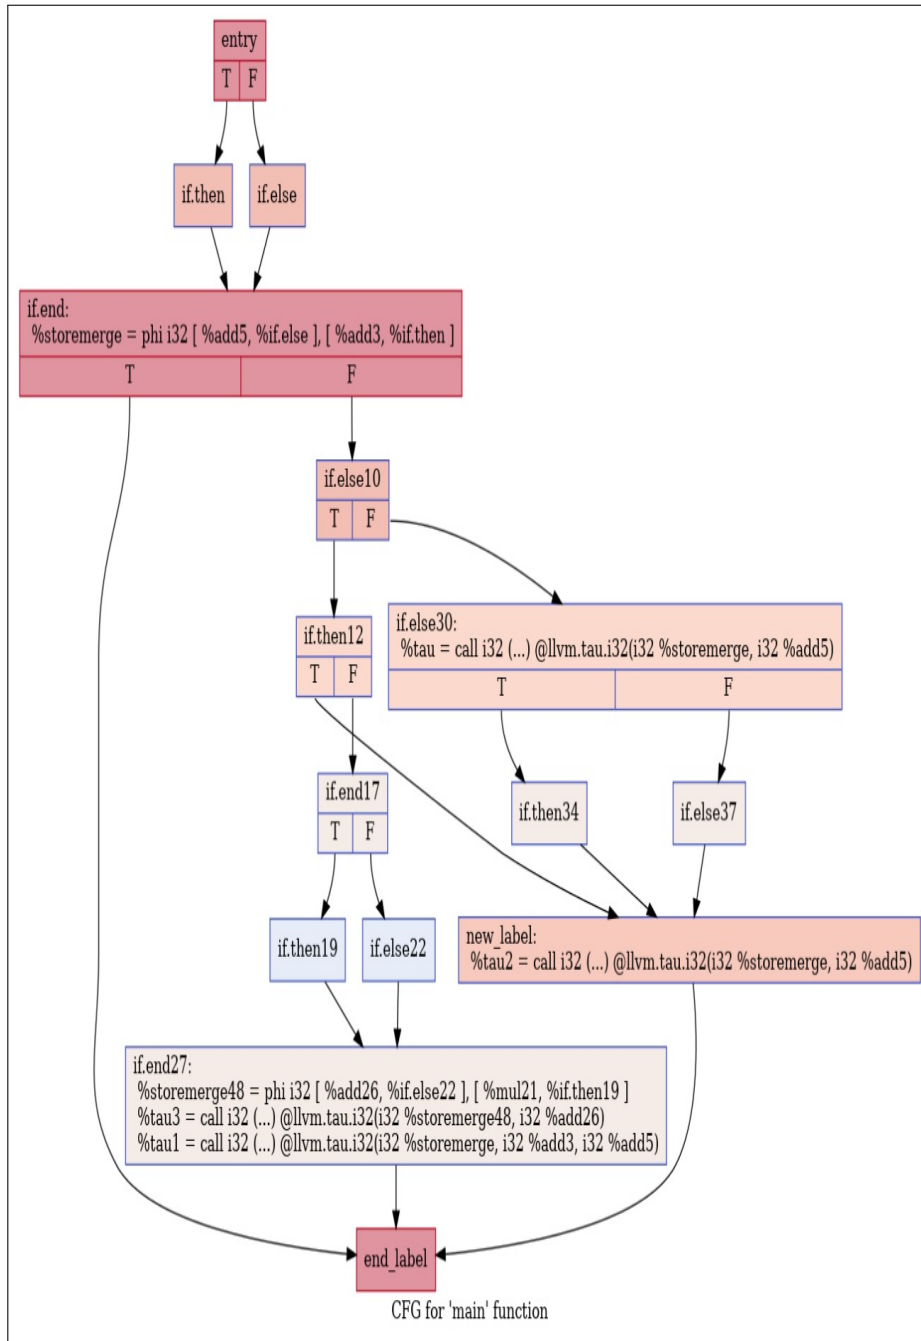 entry
T F
if.then if.else
if.end:
%storemerge = phi i32 [ %add5, %if.else ], [ %add3, %if.then ]
T F
if.else10
T F
if.then12
T F
if.else30:
%tau = call i32 (...) @llvm.tau.i32(i32 %storemerge, i32 %add5)
T F
if.end17
T F
if.then34 if.else37
if.then19 if.else22
new_label:
%tau2 = call i32 (...) @llvm.tau.i32(i32 %storemerge, i32 %add5)
if.end27:
%storemerge48 = phi i32 [ %add26, %if.else22 ], [ %mul21, %if.then19 ]
%tau3 = call i32 (...) @llvm.tau.i32(i32 %storemerge48, i32 %add26)
%tau1 = call i32 (...) @llvm.tau.i32(i32 %storemerge, i32 %add3, i32 %add5)
end_label
CFG for 'main' function